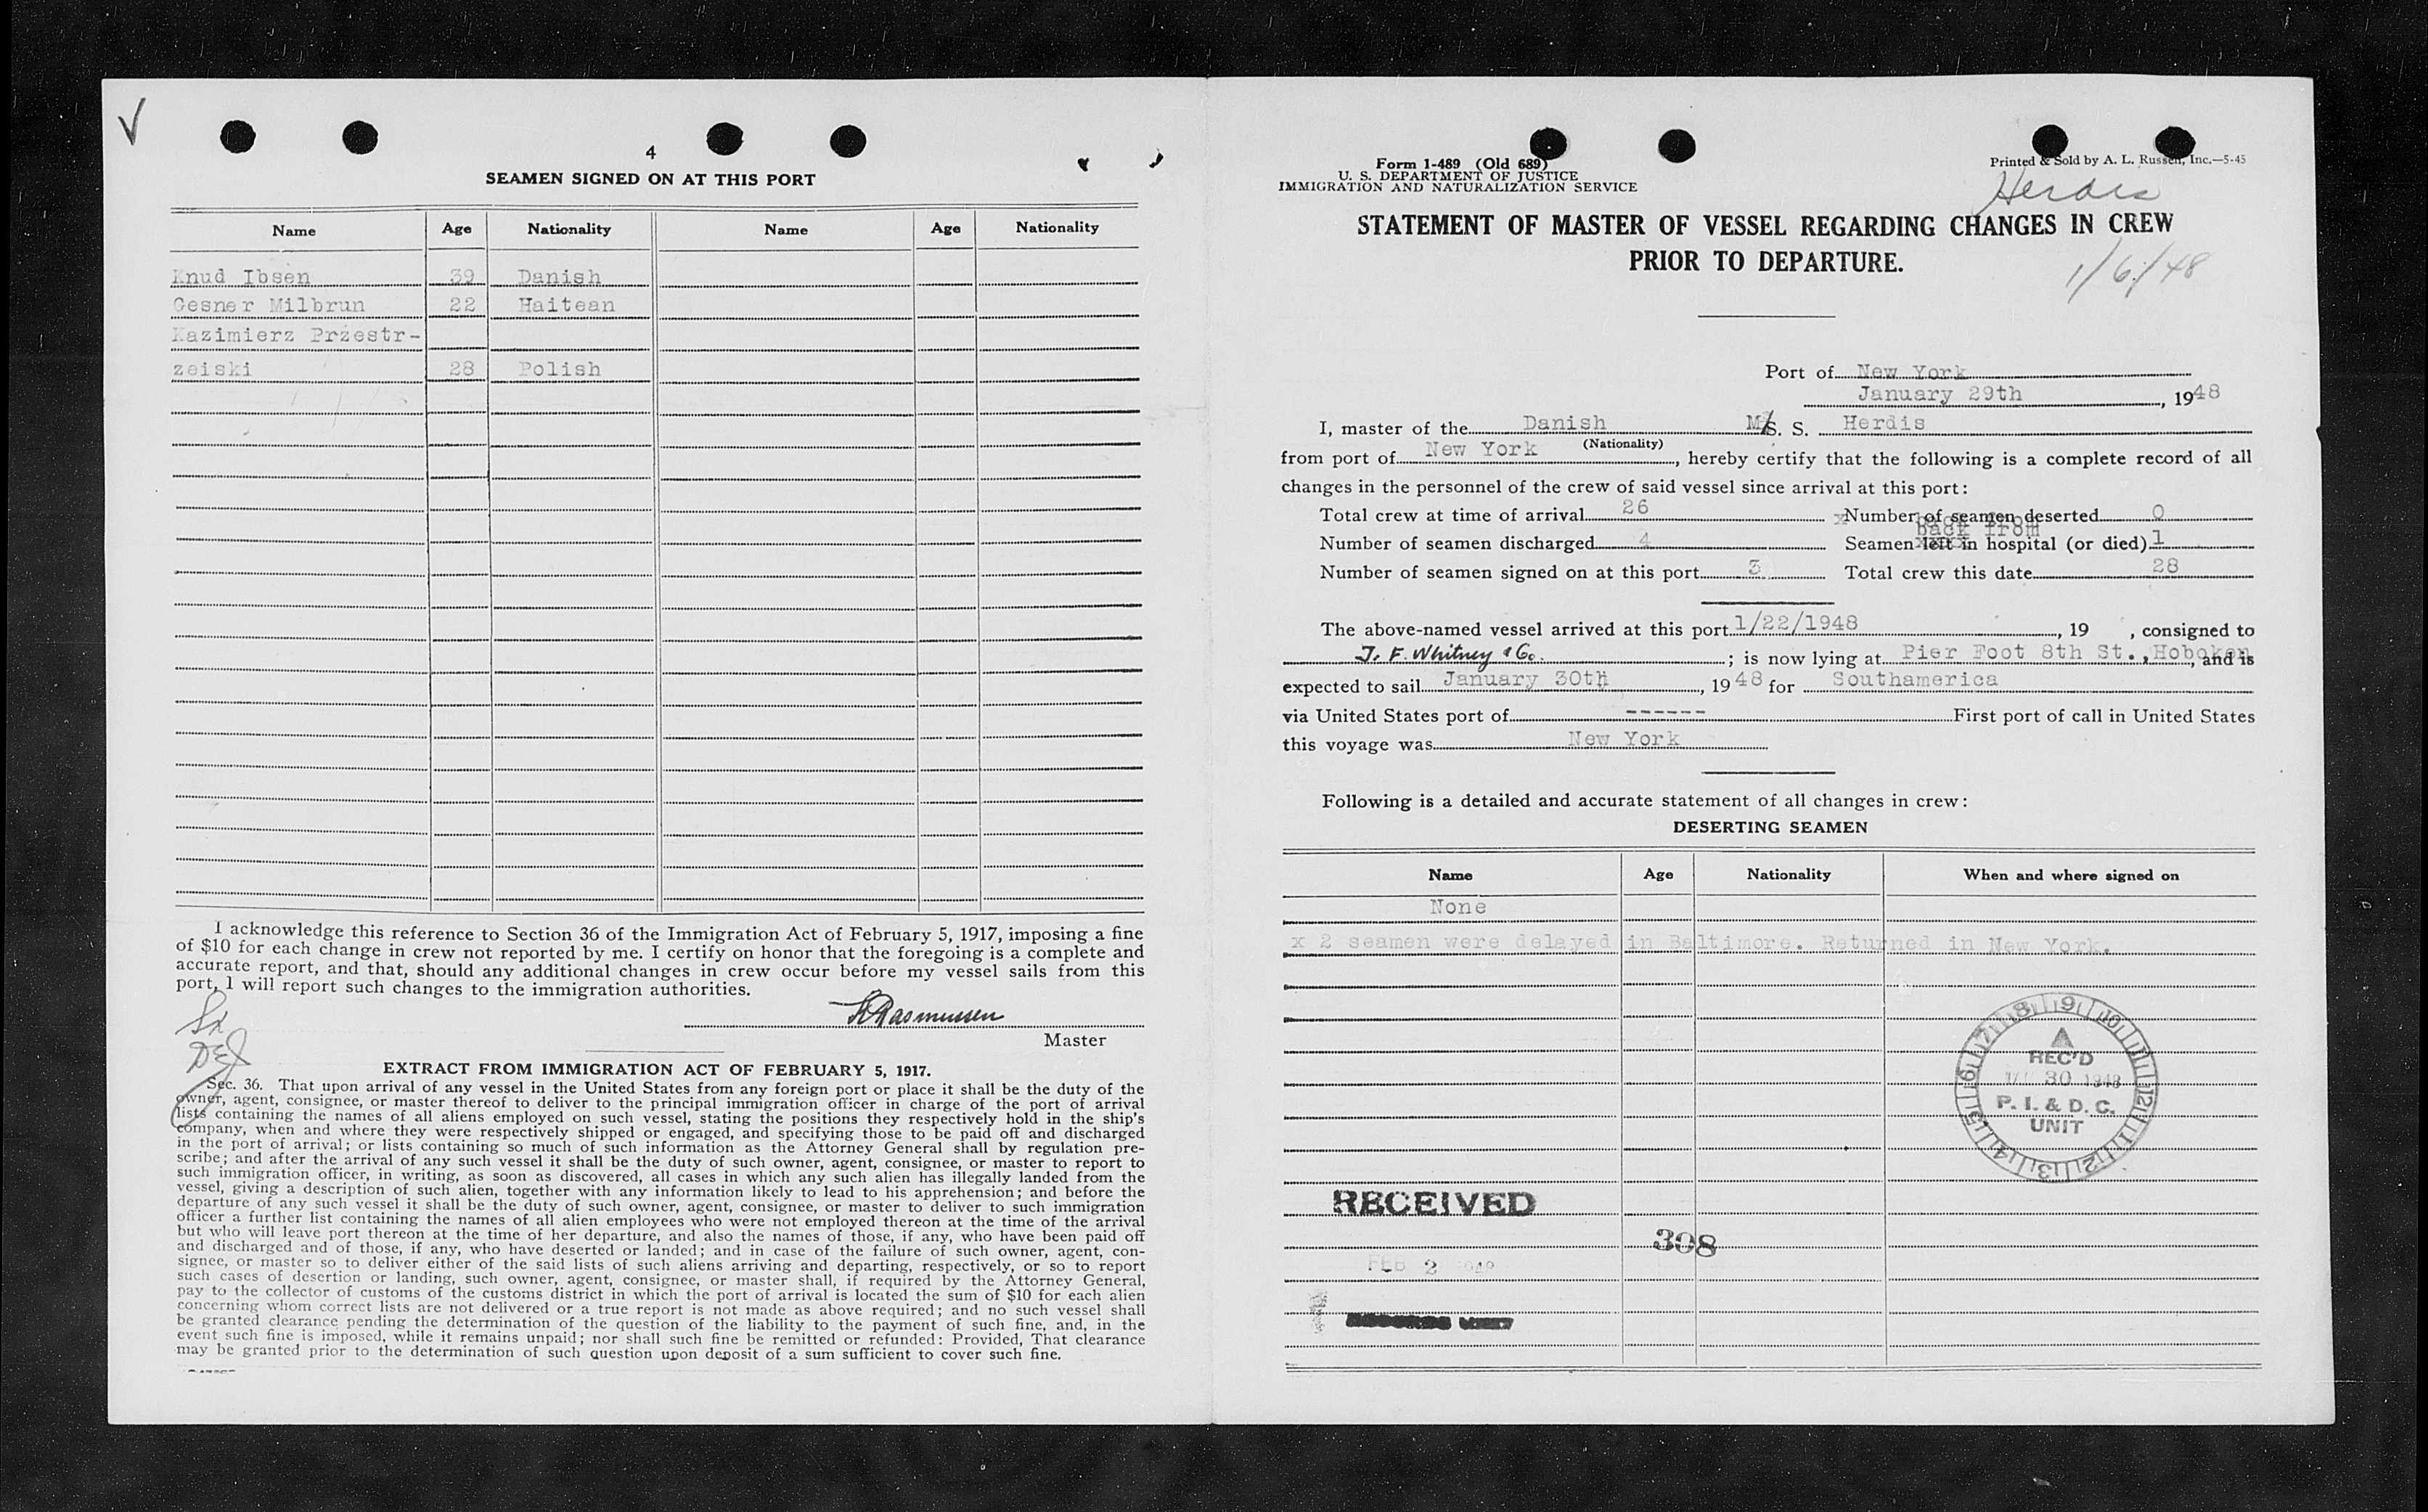 4
SEAMEN SIGNED ON AT THIS PORT
Name Age Nationality Name Age Nationality
Knud Ibsen 39 Danish
Gesner Milbrun 22 Haitean
Kazimierz Przestr-
zeiski 28 Polish
I acknowledge this reference to Section 36 of the Immigration Act of February 5, 1917, imposing a fine
of $10 for each change in crew not reported by me. I certify on honor that the foregoing is a complete and
accurate report, and that, should any additional changes in crew occur before my vessel sails from this
port, I will report such changes to the immigration authorities.
Rasmussen
Master
EXTRACT FROM IMMIGRATION ACT OF FEBRUARY 5, 1917.
Sec. 36. That upon arrival of any vessel in the United States from any foreign port or place it shall be the duty of the
owner, agent, consignee, or master thereof to deliver to the principal immigration officer in charge of the port of arrival
lists containing the names of all aliens employed on such vessel, stating the positions they respectively hold in the ship's
company, when and where they were respectively shipped or engaged, and specifying those to be paid off and discharged
in the port of arrival; or lists containing so much of such information as the Attorney General shall by regulation pre-
scribe; and after the arrival of any such vessel it shall be the duty of such owner, agent, consignee, or master to report to
such immigration officer, in writing, as soon as discovered, all cases in which any such alien has illegally landed from the
vessel, giving a description of such alien, together with any information likely to lead to his apprehension; and before the
departure of any such vessel it shall be the duty of such owner, agent, consignee, or master to deliver to such immigration
officer a further list containing the names of all alien employees who were not employed thereon at the time of the arrival
but who will leave port thereon at the time of her departure, and also the names of those, if any, who have been paid off
and discharged and of those, if any, who have deserted or landed; and in case of the failure of such owner, agent, con-
signee, or master so to deliver either of the said lists of such aliens arriving and departing, respectively, or so to report
such cases of desertion or landing, such owner, agent, consignee, or master shall, if required by the Attorney General,
pay to the collector of customs of the customs district in which the port of arrival is located the sum of $10 for each alien
concerning whom correct lists are not delivered or a true report is not made as above required; and no such vessel shall
be granted clearance pending the determination of the question of the liability to the payment of such fine, and, in the
event such fine is imposed, while it remains unpaid; nor shall such fine be remitted or refunded: Provided, That clearance
may be granted prior to the determination of such question upon deposit of a sum sufficient to cover such fine.
Form 1-489 (Old 689)
U. S. DEPARTMENT OF JUSTICE
IMMIGRATION AND NATURALIZATION SERVICE
Printed & Sold by A. L. Russell, Inc.—5-45
Herdis
STATEMENT OF MASTER OF VESSEL REGARDING CHANGES IN CREW
PRIOR TO DEPARTURE.
1/6/48
Port of New York
January 29th, 1948
I, master of the Danish M/S. S. Herdis
(Nationality)
from port of New York, hereby certify that the following is a complete record of all
changes in the personnel of the crew of said vessel since arrival at this port:
Total crew at time of arrival 26 x Number of seamen deserted 0
back from
Number of seamen discharged 4 Seamen left in hospital (or died) 1
Number of seamen signed on at this port 3 Total crew this date 28
The above-named vessel arrived at this port 1/22/1948, 19 , consigned to
J. F. Whitney & Co.; is now lying at Pier Foot 8th St., Hoboken, and is
expected to sail January 30th, 1948 for Southamerica
via United States port of ------ First port of call in United States
this voyage was New York
Following is a detailed and accurate statement of all changes in crew:
DESERTING SEAMEN
Name Age Nationality When and where signed on
None
x 2 seamen were delayed in Baltimore. Returned in New York.
8 9 10 11 12 1 2 3 4 5 6 7
A
REC'D
30 1948
P. I. & D. C.
UNIT
RECEIVED
308
FEB 2 1948